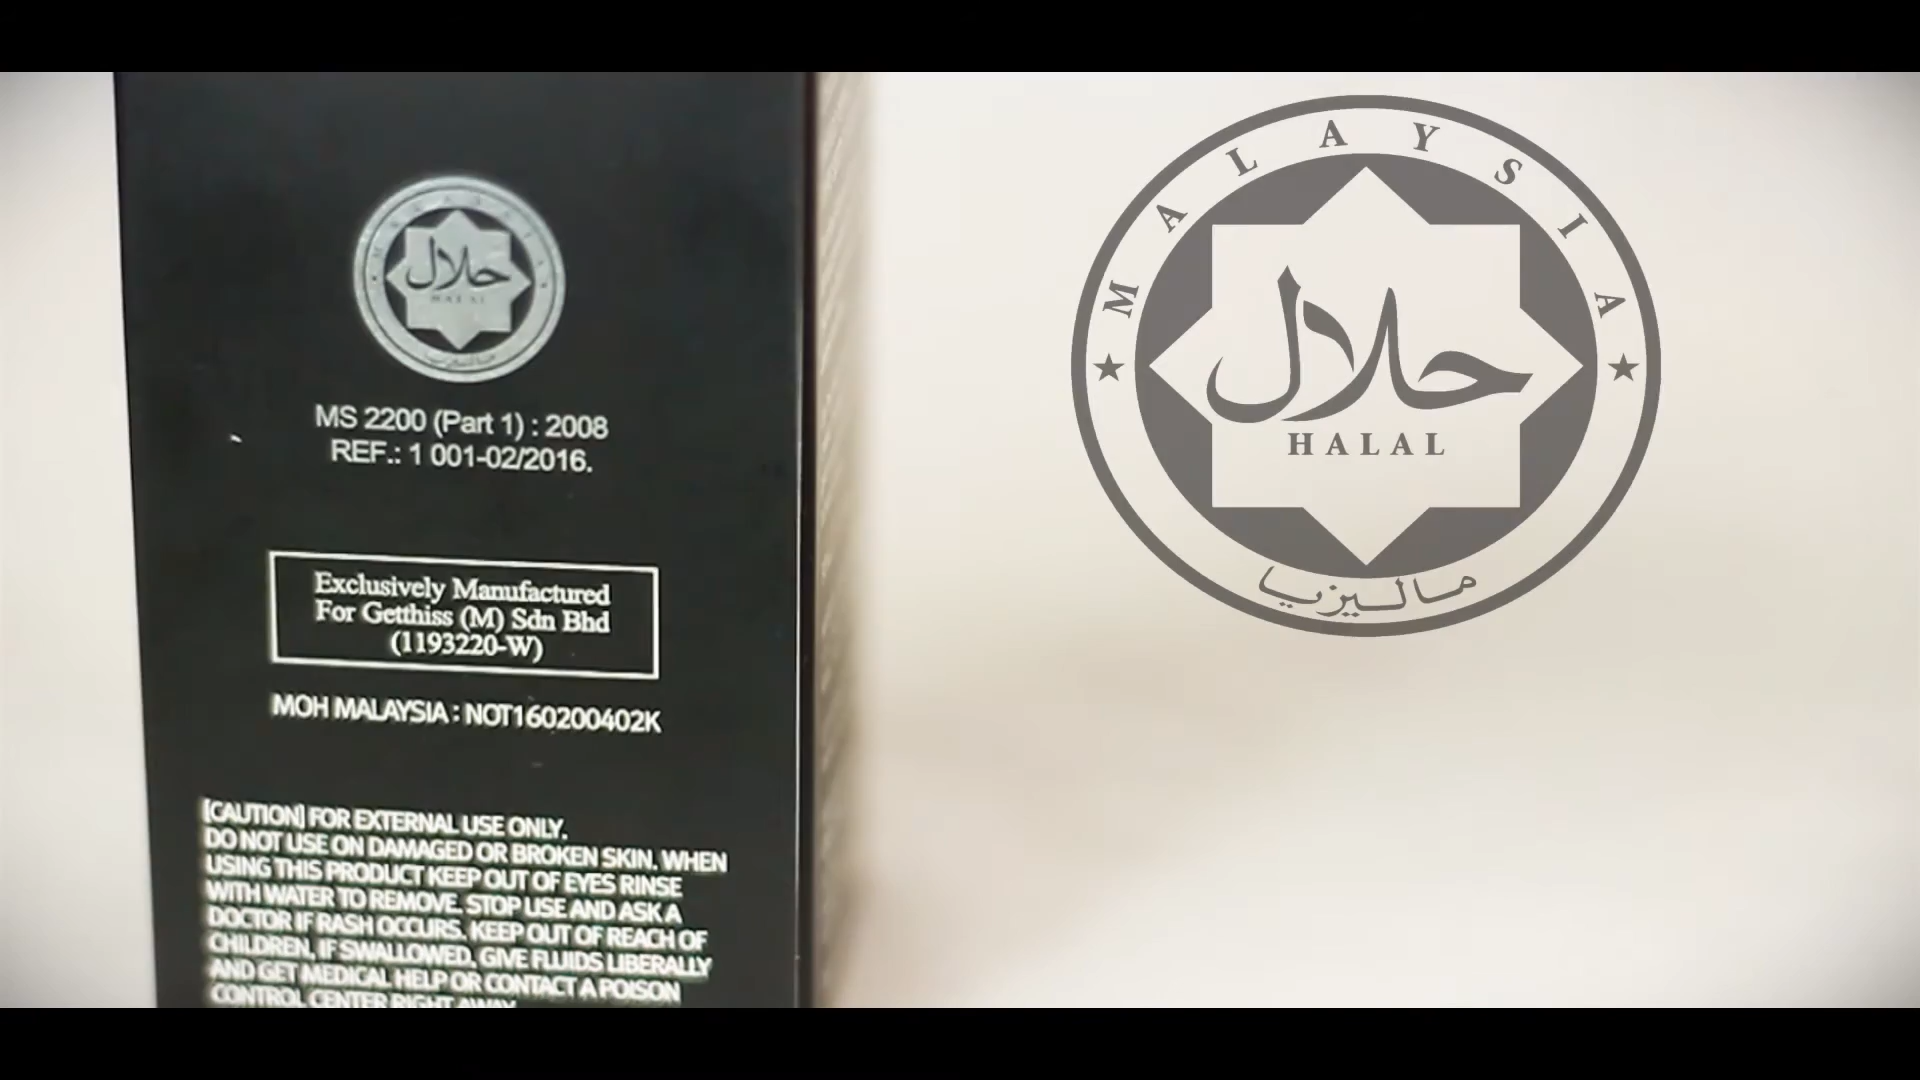 MALAYSIA
حلال
HALAL
ماليزيا
MS 2200 (Part 1) : 2008
REF.: 1 001-02/2016.
Exclusively Manufactured
For Getthiss (M) Sdn Bhd
(1193220-W)
MOH MALAYSIA : NOT160200402K
[CAUTION] FOR EXTERNAL USE ONLY.
DO NOT USE ON DAMAGED OR BROKEN SKIN. WHEN
USING THIS PRODUCT KEEP OUT OF EYES RINSE
WITH WATER TO REMOVE. STOP USE AND ASK A
DOCTOR IF RASH OCCURS. KEEP OUT OF REACH OF
CHILDREN, IF SWALLOWED, GIVE FLUIDS LIBERALLY
AND GET MEDICAL HELP OR CONTACT A POISON
CONTROL CENTER RIGHT AWAY
MALAYSIA
حلال
HALAL
ماليزيا